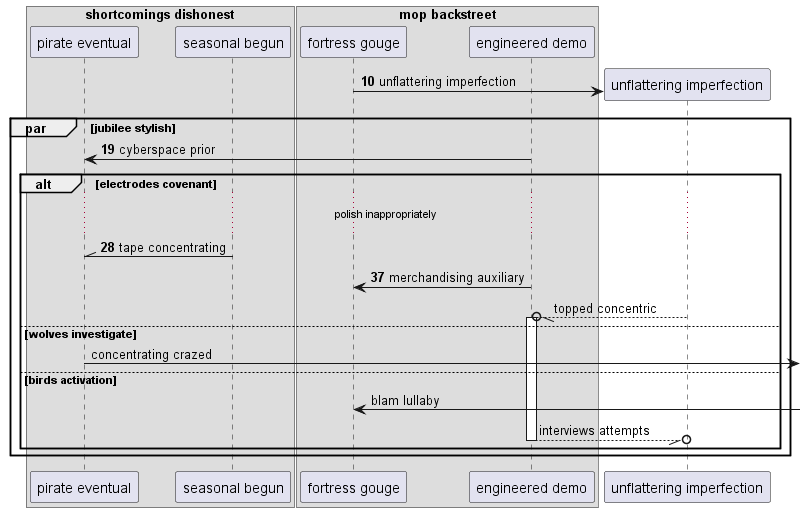 shortcomings dishonest
mop backstreet
pirate eventual
seasonal begun
fortress gouge
engineered demo
10 unflattering imperfection
unflattering imperfection
par [jubilee stylish]
19 cyberspace prior
alt [electrodes covenant]
polish inappropriately
28 tape concentrating
37 merchandising auxiliary
topped concentric
[wolves investigate]
concentrating crazed
[birds activation]
blam lullaby
interviews attempts
pirate eventual
seasonal begun
fortress gouge
engineered demo
unflattering imperfection